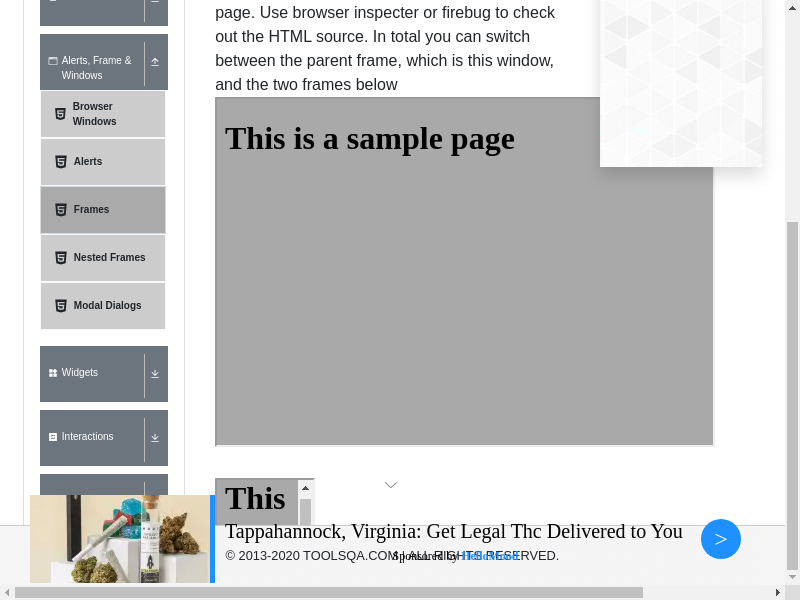 page. Use browser inspector or firebug to check
out the HTML source. In total you can switch
between the parent frame, which is this window,
and the two frames below
Alerts, Frame &
Windows
Browser
Windows
Alerts
Frames
Nested Frames
Modal Dialogs
Widgets
Interactions
This is a sample page
This
Tappahannock, Virginia: Get Legal Thc Delivered to You
>
© 2013-2020 TOOLSQA.COM | ALL RIGHTS RESERVED.
Sponsored by